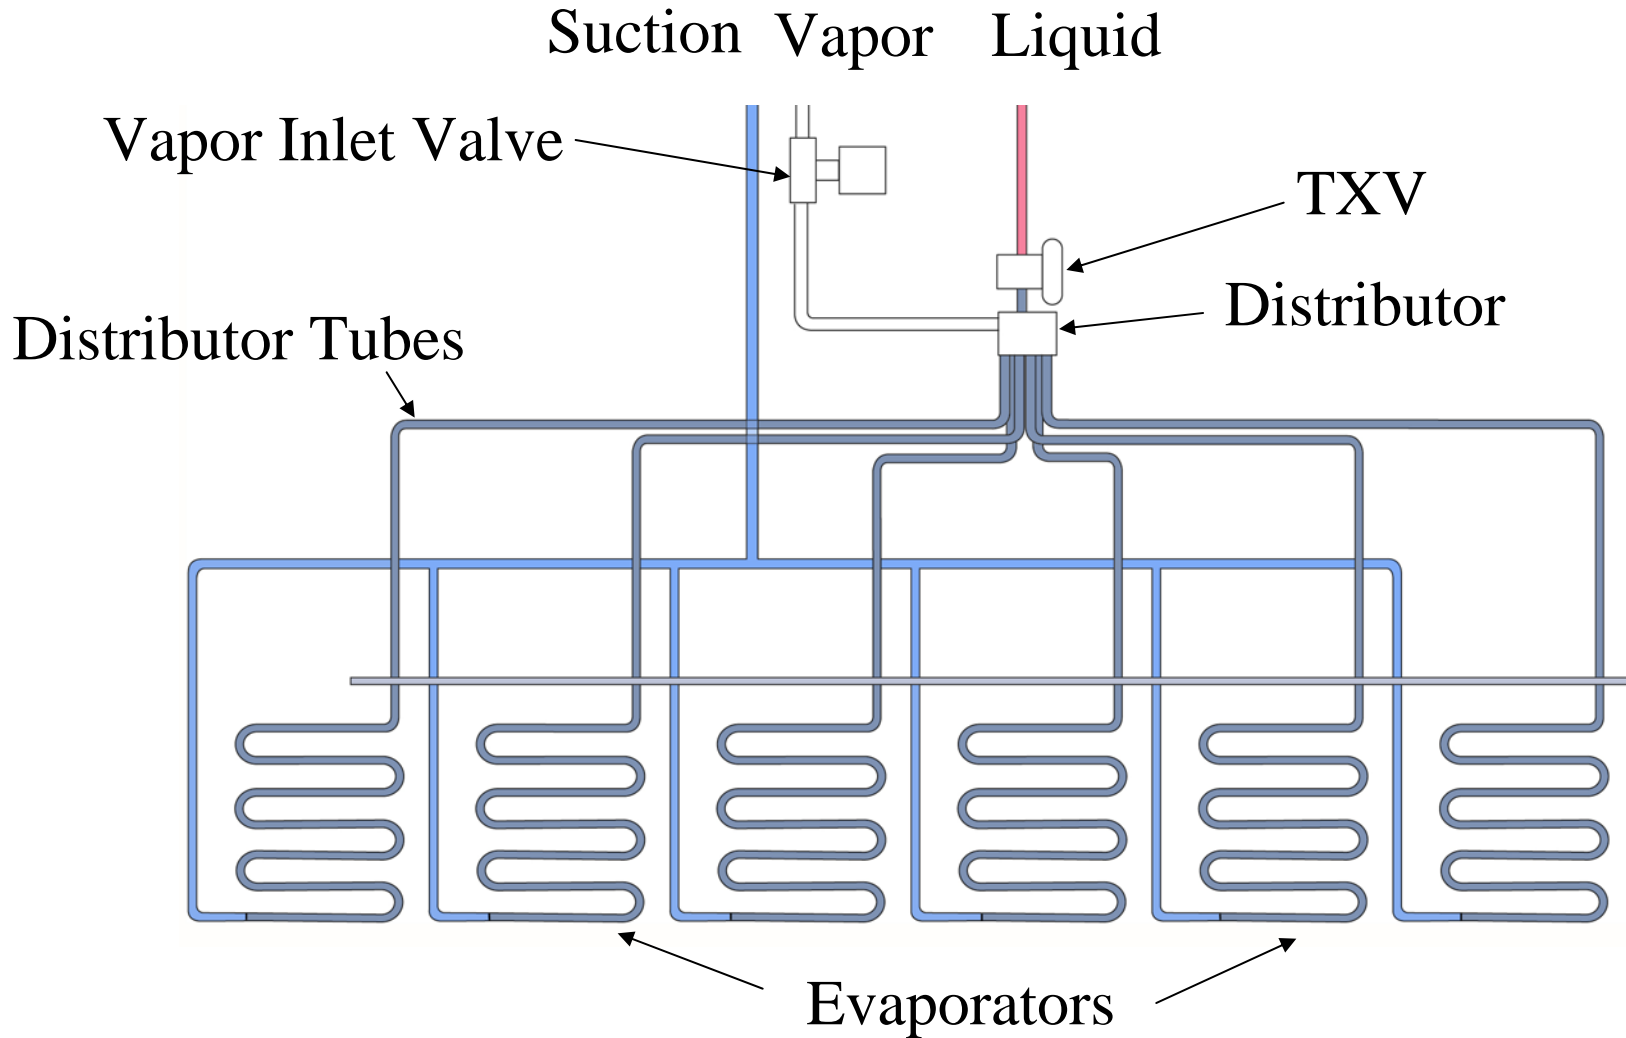 Suction Vapor Liquid
Vapor Inlet Valve
TXV
Distributor
Distributor Tubes
Evaporators